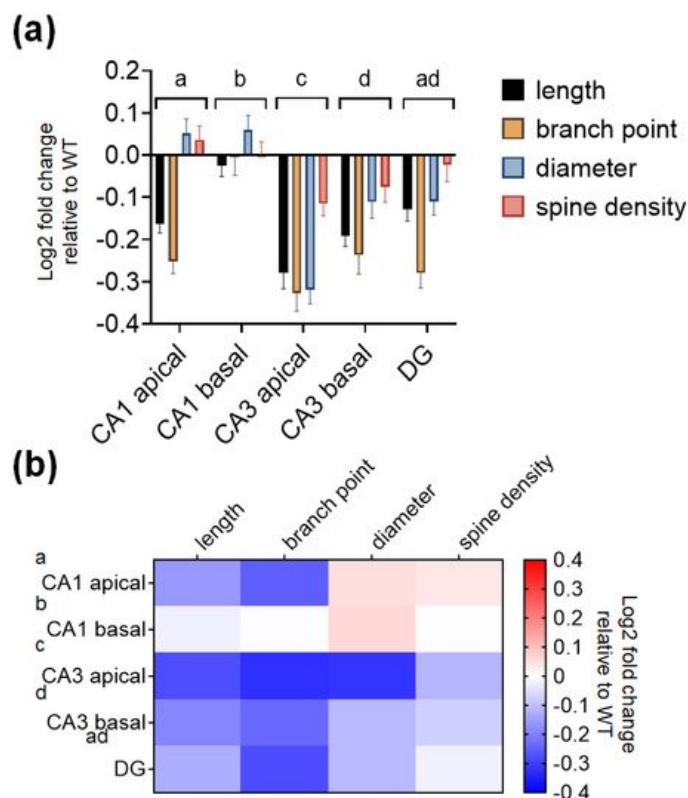 (a)
Log2 fold change
relative to WT
0.2
0.1
0.0
-0.1
-0.2
-0.3
-0.4
a
b
c
d
ad
CA1 apical
CA1 basal
CA3 apical
CA3 basal
DG
length
branch point
diameter
spine density
(b)
length
branch point
diameter
spine density
a
CA1 apical
b
CA1 basal
c
CA3 apical
d
CA3 basal
ad
DG
0.4
0.3
0.2
0.1
0
-0.1
-0.2
-0.3
-0.4
Log2 fold change
relative to WT